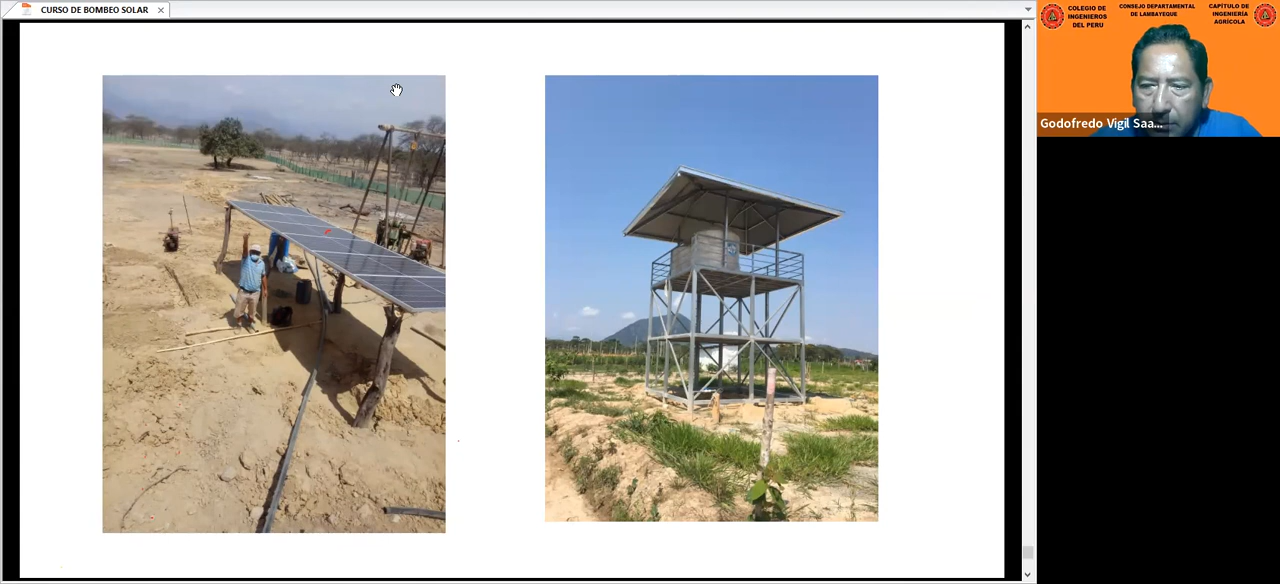 CURSO DE BOMBEO SOLAR
COLEGIO DE
INGENIEROS
DEL PERU
CONSEJO DEPARTAMENTAL
DE LAMBAYEQUE
CAPÍTULO DE
INGENIERÍA
AGRÍCOLA
Godofredo Vigil Saa...